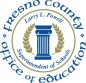 FRESNO COUNTY
Larry L. Powell
Superintendent of Schools
OFFICE OF EDUCATION